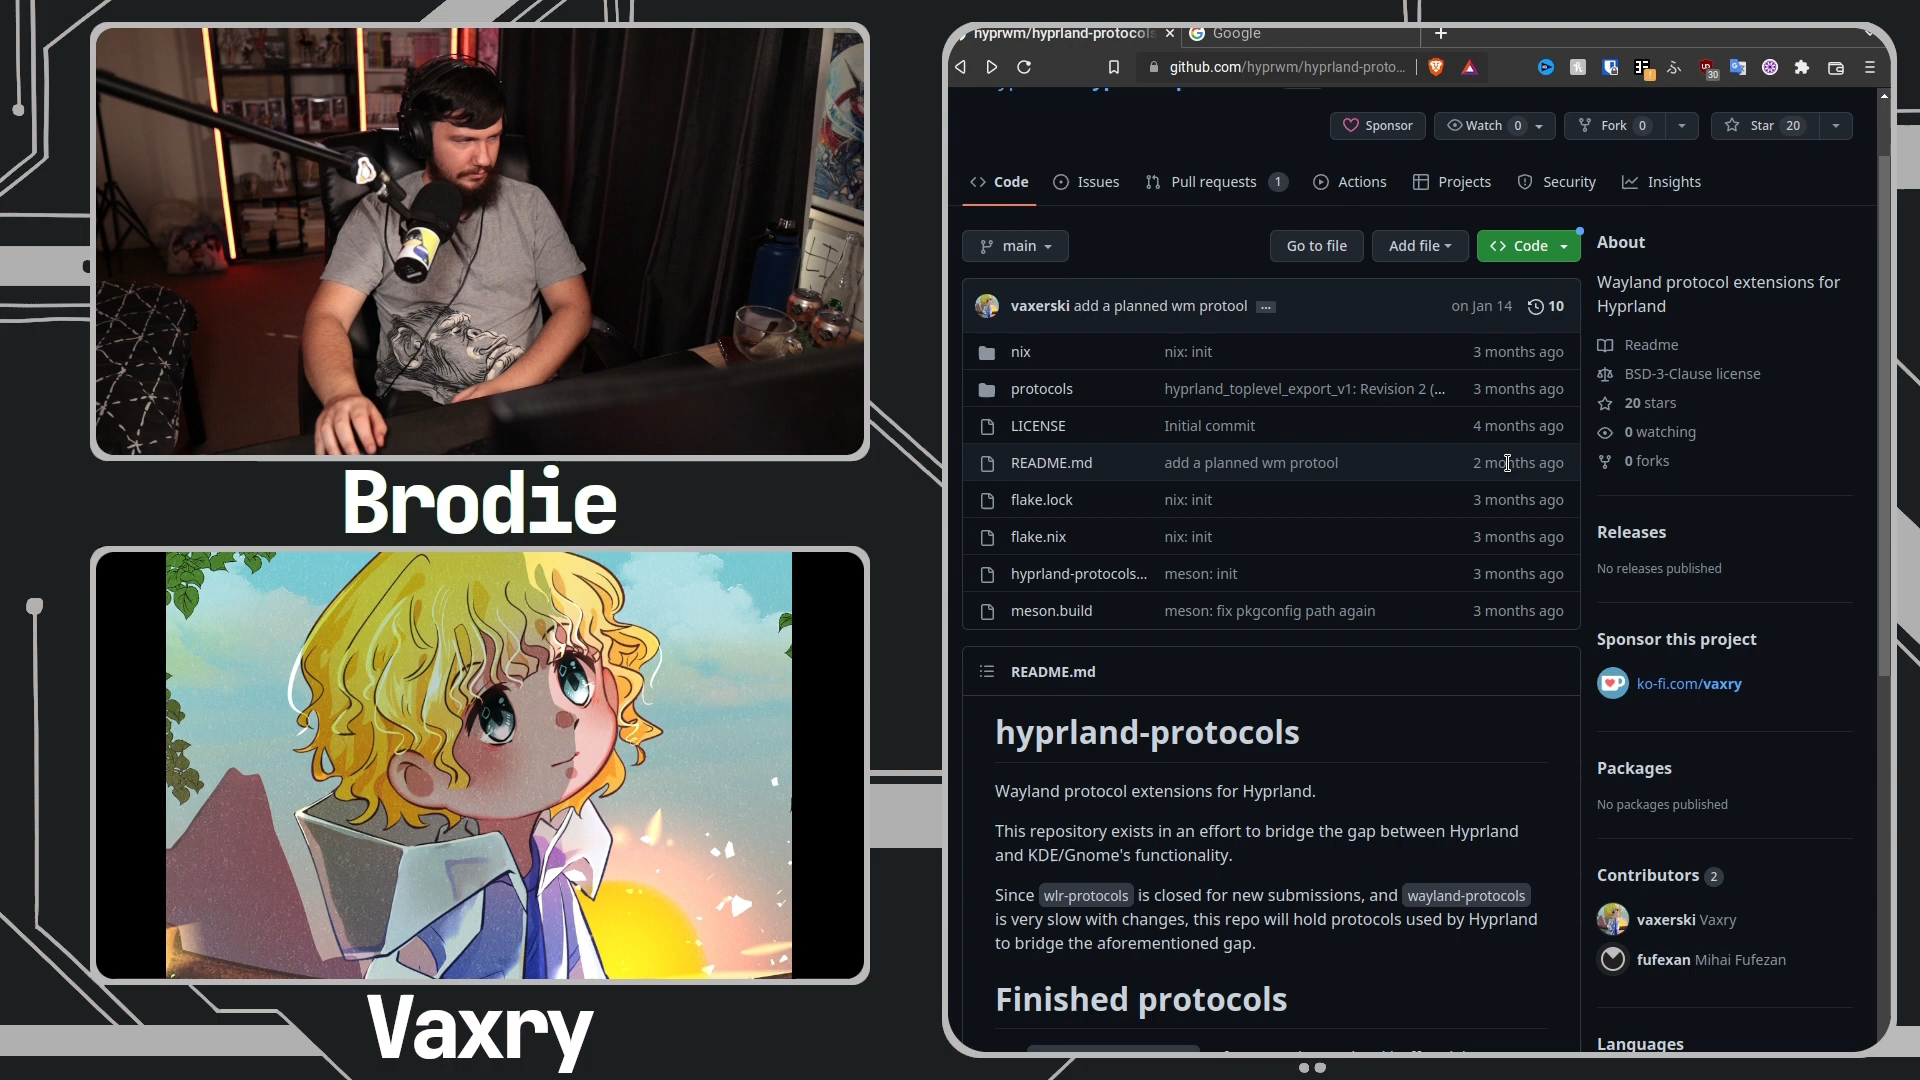 hyprwm/hyprland-protocols
Google
github.com/hyprwm/hyprland-proto...
30
Sponsor
Watch 0
Fork 0
Star 20
Code
Issues
Pull requests 1
Actions
Projects
Security
Insights
main
Go to file
Add file
Code
vaxerski add a planned wm protool ...
on Jan 14
10
nix nix: init 3 months ago
protocols hyprland_toplevel_export_v1: Revision 2 (... 3 months ago
LICENSE Initial commit 4 months ago
README.md add a planned wm protool 2 months ago
flake.lock nix: init 3 months ago
flake.nix nix: init 3 months ago
hyprland-protocols... meson: init 3 months ago
meson.build meson: fix pkgconfig path again 3 months ago
README.md
hyprland-protocols
Wayland protocol extensions for Hyprland.
This repository exists in an effort to bridge the gap between Hyprland
and KDE/Gnome's functionality.
Since wlr-protocols is closed for new submissions, and wayland-protocols
is very slow with changes, this repo will hold protocols used by Hyprland
to bridge the aforementioned gap.
Finished protocols
About
Wayland protocol extensions for
Hyprland
Readme
BSD-3-Clause license
20 stars
0 watching
0 forks
Releases
No releases published
Sponsor this project
ko-fi.com/vaxry
Packages
No packages published
Contributors 2
vaxerski Vaxry
fufexan Mihai Fufezan
Languages
Brodie
Vaxry